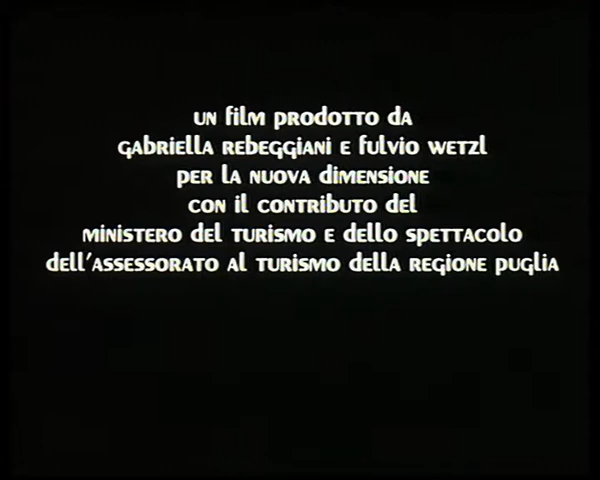 UN film PRODOTTO DA
GABRIELLA REBEGGIANI E fulvio WETZL
PER LA NUOVA DIMENSIONE
CON il CONTRIBUTO DEL
MINISTERO DEL TURISMO E DELLO SPETTACOLO
DELL'ASSESSORATO AL TURISMO DELLA REGIONE PUGLIA